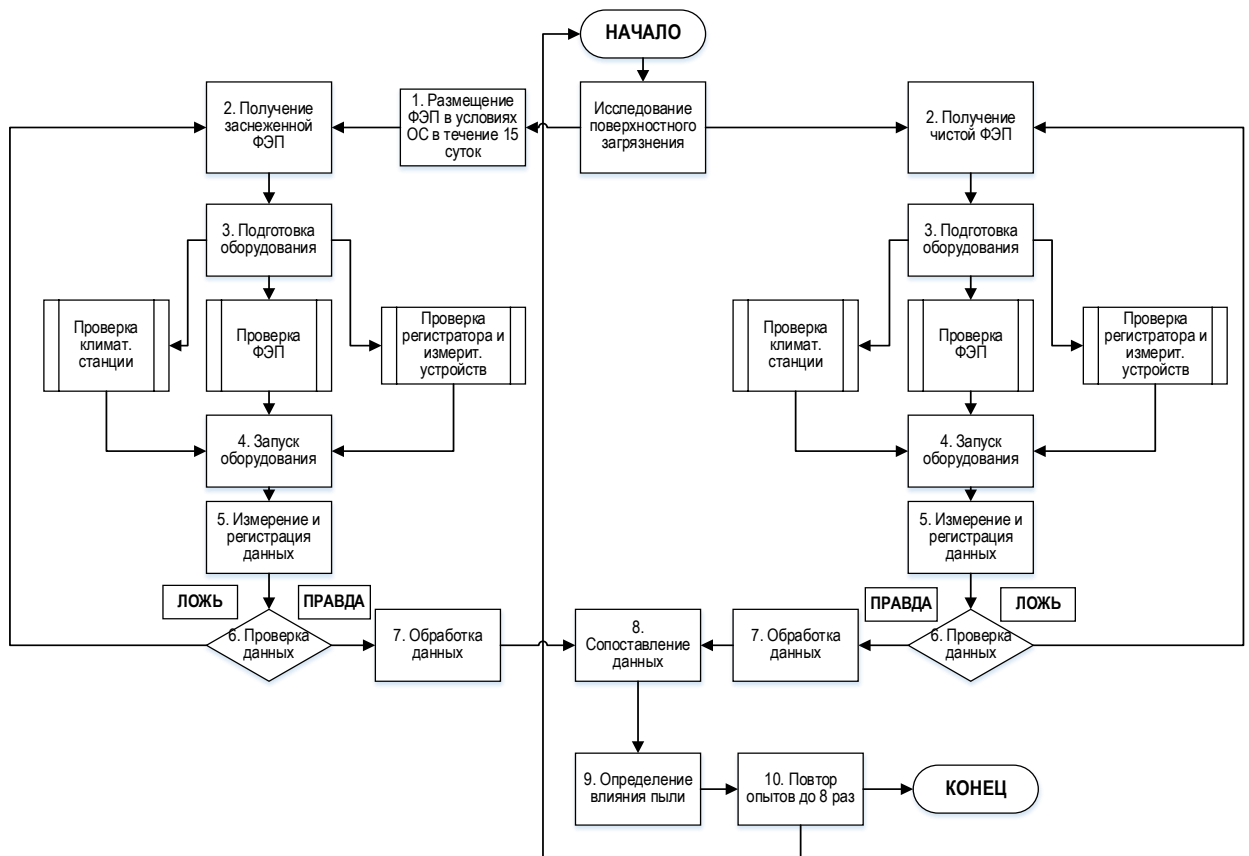 НАЧАЛО
2. Получение
заснеженной
ФЭП
1. Размещение
ФЭП в условиях
ОС в течение 15
суток
Исследование
поверхностного
загрязнения
2. Получение
чистой ФЭП
3. Подготовка
оборудования
3. Подготовка
оборудования
Проверка
климат.
станции
Проверка
ФЭП
Проверка
регистратора и
измерит.
устройств
Проверка
климат.
станции
Проверка
ФЭП
Проверка
регистратора и
измерит.
устройств
4. Запуск
оборудования
4. Запуск
оборудования
5. Измерение и
регистрация
данных
5. Измерение и
регистрация
данных
ЛОЖЬ
ПРАВДА
ПРАВДА
ЛОЖЬ
6. Проверка
данных
7. Обработка
данных
8.
Сопоставление
данных
7. Обработка
данных
6. Проверка
данных
9. Определение
влияния пыли
10. Повтор
опытов до 8 раз
КОНЕЦ